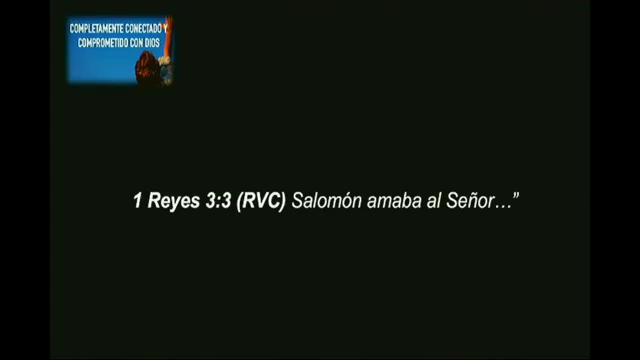 COMPLETAMENTE CONECTADO Y
COMPROMETIDO CON DIOS
1 Reyes 3:3 (RVC) Salomón amaba al Señor…”